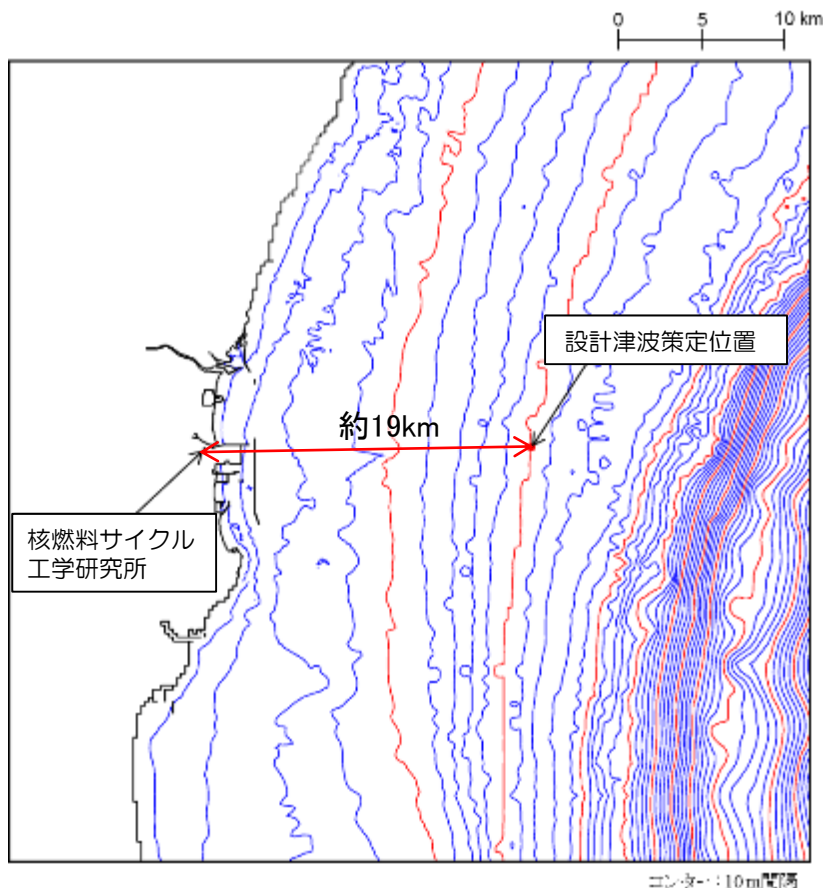 0 5 10 km
設計津波策定位置
約19km
核燃料サイクル
工学研究所
コンター：10m間隔